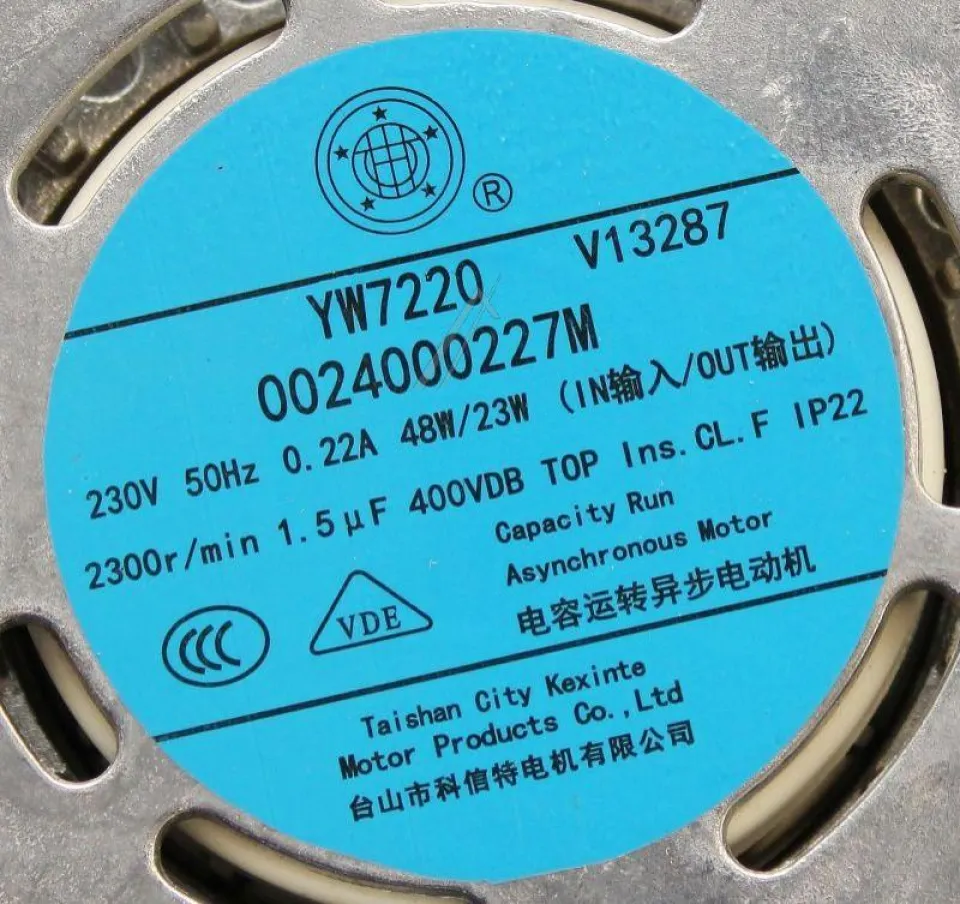 ®
YW7220 V13287
0024000227M
230V 50Hz 0.22A 48W/23W (IN输入/OUT输出)
2300r/min 1.5μF 400VDB TOP Ins.CL.F IP22
Capacity Run
Asynchronous Motor
电容运转异步电动机
CCC
VDE
Taishan City Kexinte
Motor Products Co.,Ltd
台山市科信特电机有限公司